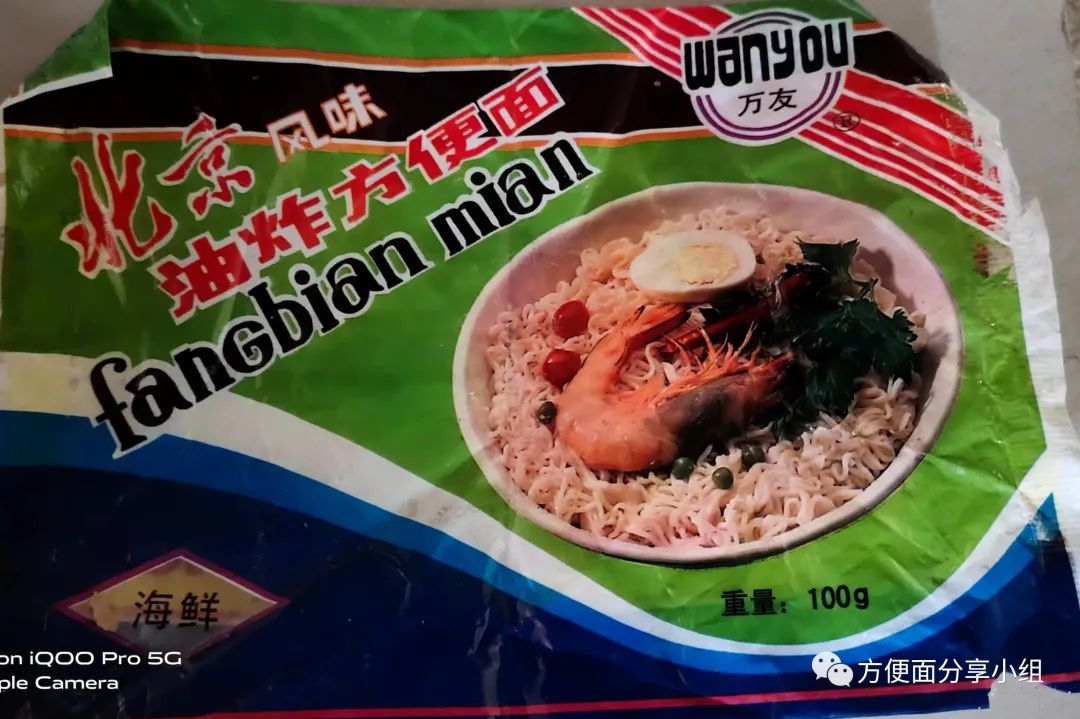 wanyou
万友
®
北京风味
油炸方便面
fangbian mian
海鲜
重量：100g
on iQOO Pro 5G
ple Camera
方便面分享小组